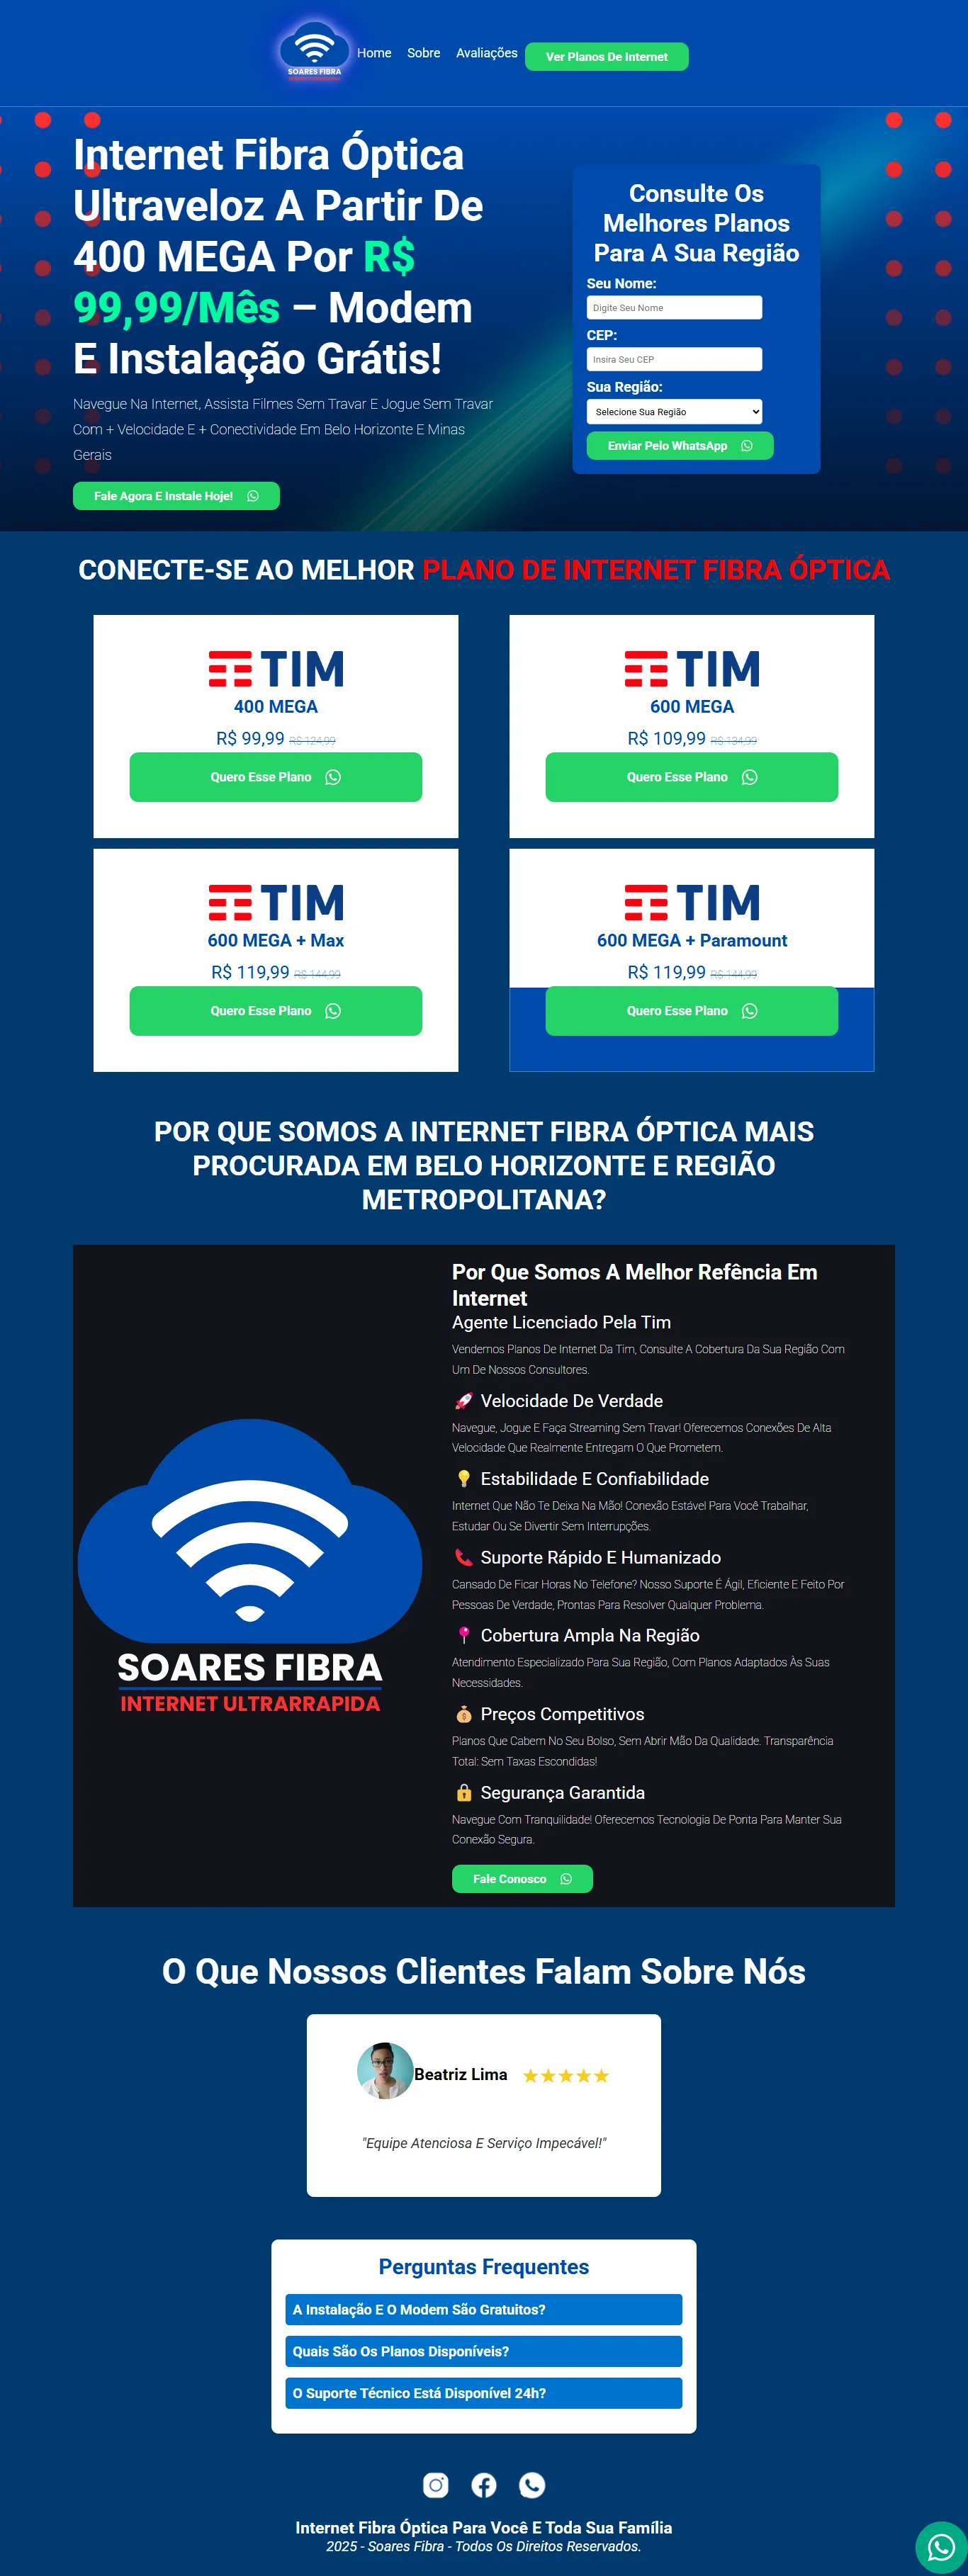 SOARES FIBRA
Home Sobre Avaliações Ver Planos De Internet
Internet Fibra Óptica
Ultraveloz A Partir De
400 MEGA Por R$
99,99/Mês – Modem
E Instalação Grátis!
Navegue Na Internet, Assista Filmes Sem Travar E Jogue Sem Travar
Com + Velocidade E + Conectividade Em Belo Horizonte E Minas
Gerais
Fale Agora E Instale Hoje!
Consulte Os
Melhores Planos
Para A Sua Região
Seu Nome:
Digite Seu Nome
CEP:
Insira Seu CEP
Sua Região:
Selecione Sua Região
Enviar Pelo WhatsApp
CONECTE-SE AO MELHOR PLANO DE INTERNET FIBRA ÓPTICA
TIM
400 MEGA
R$ 99,99 R$ 124,99
Quero Esse Plano
TIM
600 MEGA
R$ 109,99 R$ 134,99
Quero Esse Plano
TIM
600 MEGA + Max
R$ 119,99 R$ 144,99
Quero Esse Plano
TIM
600 MEGA + Paramount
R$ 119,99 R$ 144,99
Quero Esse Plano
POR QUE SOMOS A INTERNET FIBRA ÓPTICA MAIS
PROCURADA EM BELO HORIZONTE E REGIÃO
METROPOLITANA?
SOARES FIBRA
INTERNET ULTRARRAPIDA
Por Que Somos A Melhor Refência Em
Internet
Agente Licenciado Pela Tim
Vendemos Planos De Internet Da Tim, Consulte A Cobertura Da Sua Região Com
Um De Nossos Consultores.
Velocidade De Verdade
Navegue, Jogue E Faça Streaming Sem Travar! Oferecemos Conexões De Alta
Velocidade Que Realmente Entregam O Que Prometem.
Estabilidade E Confiabilidade
Internet Que Não Te Deixa Na Mão! Conexão Estável Para Você Trabalhar,
Estudar Ou Se Divertir Sem Interrupções.
Suporte Rápido E Humanizado
Cansado De Ficar Horas No Telefone? Nosso Suporte É Ágil, Eficiente E Feito Por
Pessoas De Verdade, Prontas Para Resolver Qualquer Problema.
Cobertura Ampla Na Região
Atendimento Especializado Para Sua Região, Com Planos Adaptados Às Suas
Necessidades.
Preços Competitivos
Planos Que Cabem No Seu Bolso, Sem Abrir Mão Da Qualidade. Transparência
Total: Sem Taxas Escondidas!
Segurança Garantida
Navegue Com Tranquilidade! Oferecemos Tecnologia De Ponta Para Manter Sua
Conexão Segura.
Fale Conosco
O Que Nossos Clientes Falam Sobre Nós
Beatriz Lima
"Equipe Atenciosa E Serviço Impecável!"
Perguntas Frequentes
A Instalação E O Modem São Gratuitos?
Quais São Os Planos Disponíveis?
O Suporte Técnico Está Disponível 24h?
Internet Fibra Óptica Para Você E Toda Sua Família
2025 - Soares Fibra - Todos Os Direitos Reservados.